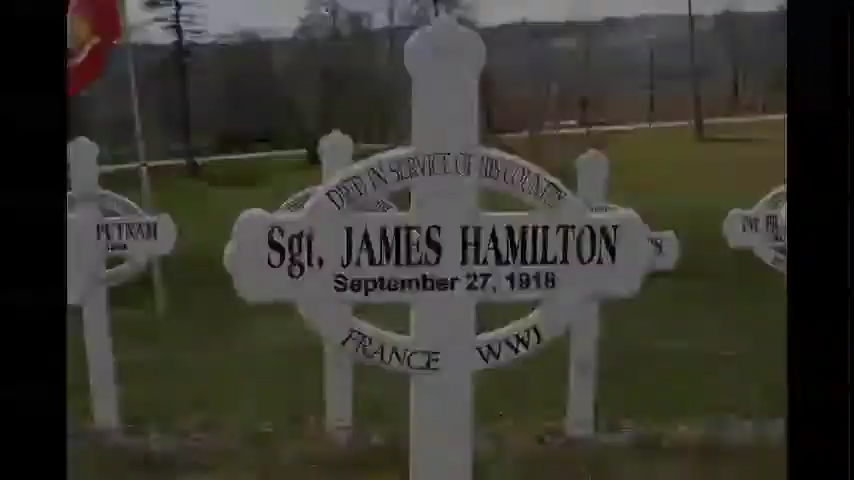 DIED IN SERVICE OF HIS COUNTRY
Sgt. JAMES HAMILTON
September 27, 1918
FRANCE WWI
PUTNAM